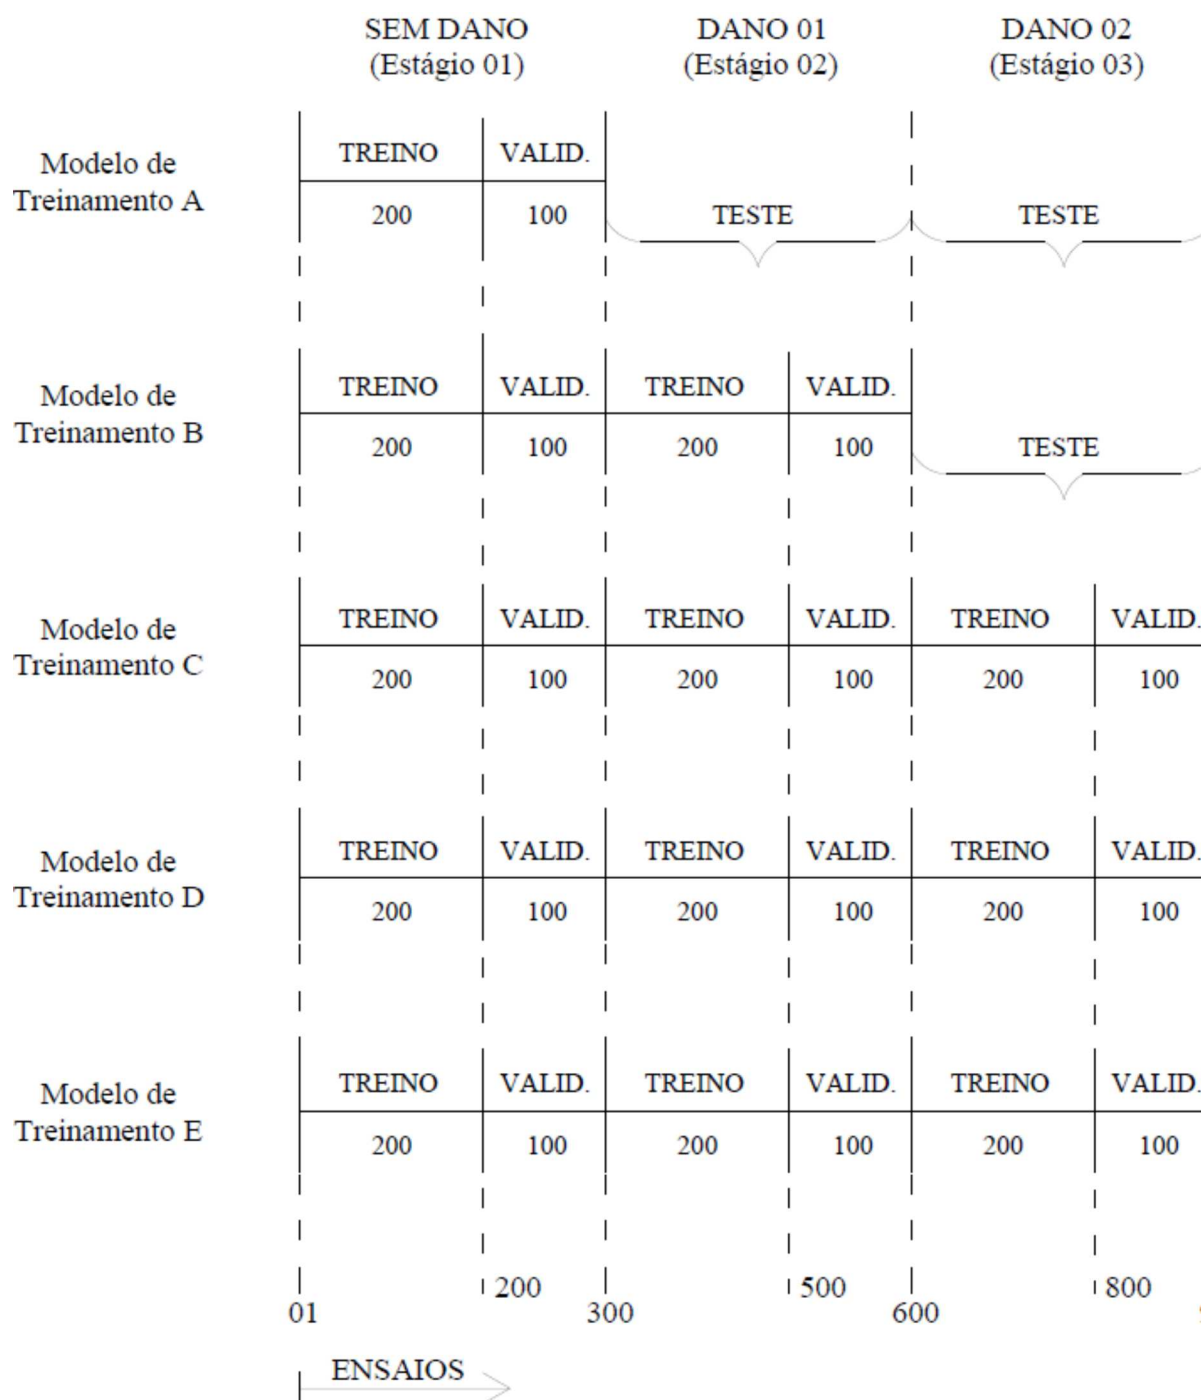 SEM DANO
(Estágio 01)
DANO 01
(Estágio 02)
DANO 02
(Estágio 03)
Modelo de
Treinamento A
TREINO VALID.
200 100 TESTE TESTE
Modelo de
Treinamento B
TREINO VALID. TREINO VALID.
200 100 200 100 TESTE
Modelo de
Treinamento C
TREINO VALID. TREINO VALID. TREINO VALID.
200 100 200 100 200 100
Modelo de
Treinamento D
TREINO VALID. TREINO VALID. TREINO VALID.
200 100 200 100 200 100
Modelo de
Treinamento E
TREINO VALID. TREINO VALID. TREINO VALID.
200 100 200 100 200 100
200 500 800
01 300 600
ENSAIOS